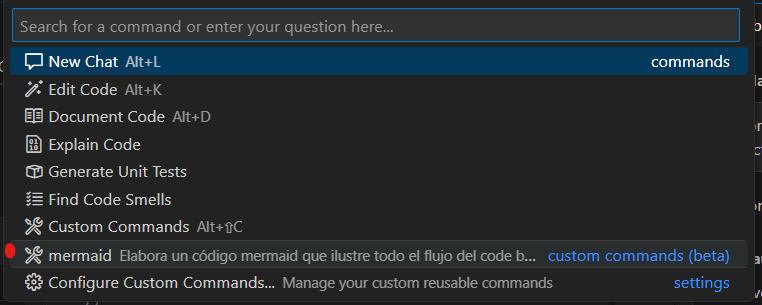 Search for a command or enter your question here...
New Chat Alt+L commands
Edit Code Alt+K
Document Code Alt+D
Explain Code
Generate Unit Tests
Find Code Smells
Custom Commands Alt+⇧C
mermaid Elabora un código mermaid que ilustre todo el flujo del code b... custom commands (beta)
Configure Custom Commands... Manage your custom reusable commands settings